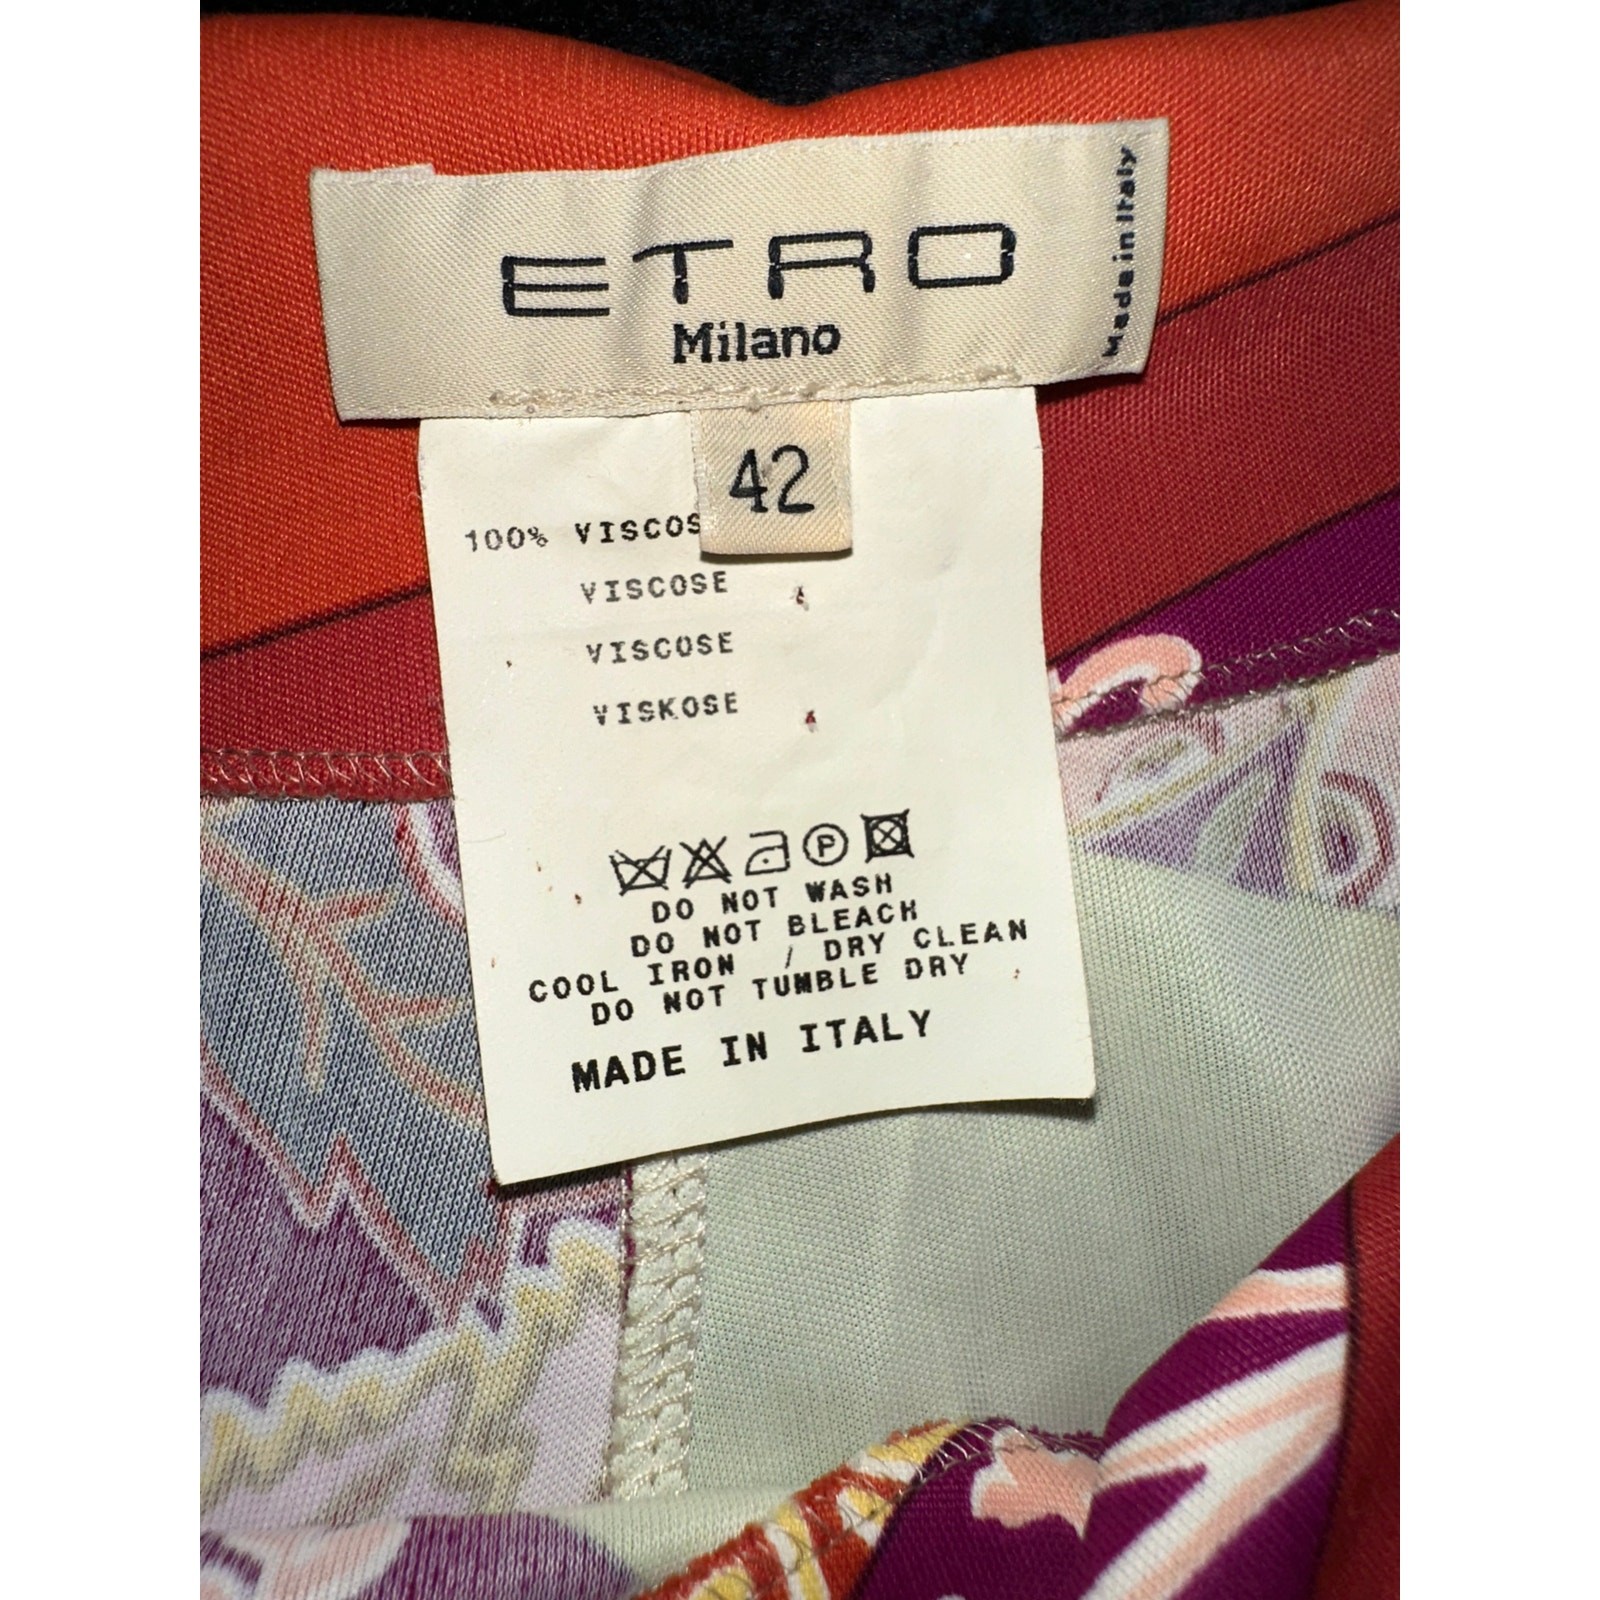 ETRO
Milano
Made in Italy
42
100% VISCOS
VISCOSE
VISCOSE
VISKOSE
P
DO NOT WASH
DO NOT BLEACH
COOL IRON / DRY CLEAN
DO NOT TUMBLE DRY
MADE IN ITALY